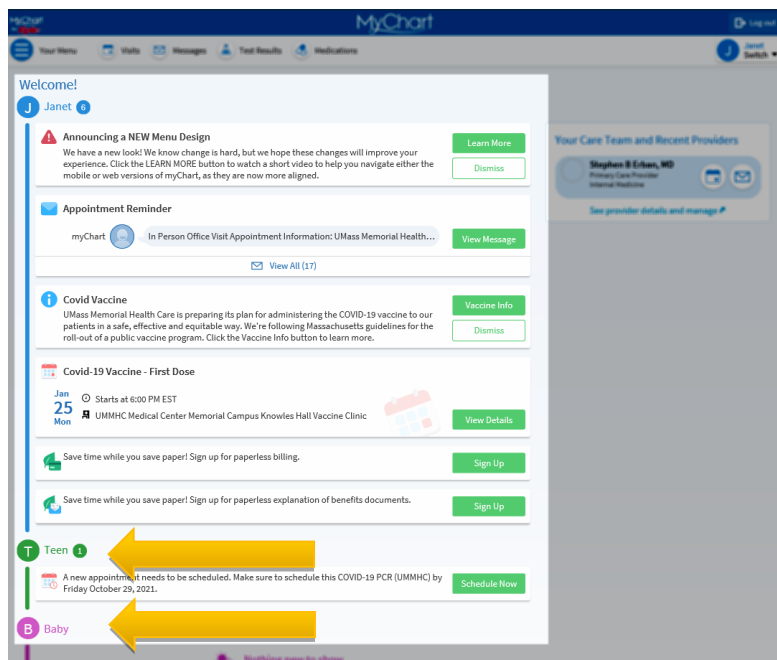 MyChart
MyChart
Log out
Your Menu
Visits
Messages
Test Results
Medications
J
Janet
Switch
Welcome!
J Janet 6
Announcing a NEW Menu Design
We have a new look! We know change is hard, but we hope these changes will improve your
experience. Click the LEARN MORE button to watch a short video to help you navigate either the
mobile or web versions of myChart, as they are now more
aligned.
Learn More
Dismiss
Appointment Reminder
myChart
In Person Office Visit Appointment Information: UMass Memorial Health...
View Message
View All (17)
Covid Vaccine
UMass Memorial Health Care is preparing its plan for administering the COVID-19 vaccine to our
patients in a safe, effective and equitable way. We're following Massachusetts guidelines for the
roll-out of a public vaccine program. Click the Vaccine Info button to learn more.
Vaccine Info
Dismiss
Covid-19 Vaccine - First Dose
Jan
25
Mon
Starts at 6:00 PM EST
UMMHC Medical Center Memorial Campus Knowles Hall Vaccine Clinic
View Details
Save time while you save paper! Sign up for paperless billing.
Sign Up
Save time while you save paper! Sign up for paperless explanation of benefits documents.
Sign Up
T Teen 1
A new appointment needs to be scheduled. Make sure to schedule this COVID-19 PCR (UMMHC) by
Friday October 29, 2021.
Schedule Now
B Baby
Nothing new to show
Your Care Team and Recent Providers
Stephen B Erban, MD
Primary Care Provider
Internal Medicine
See provider details and manage